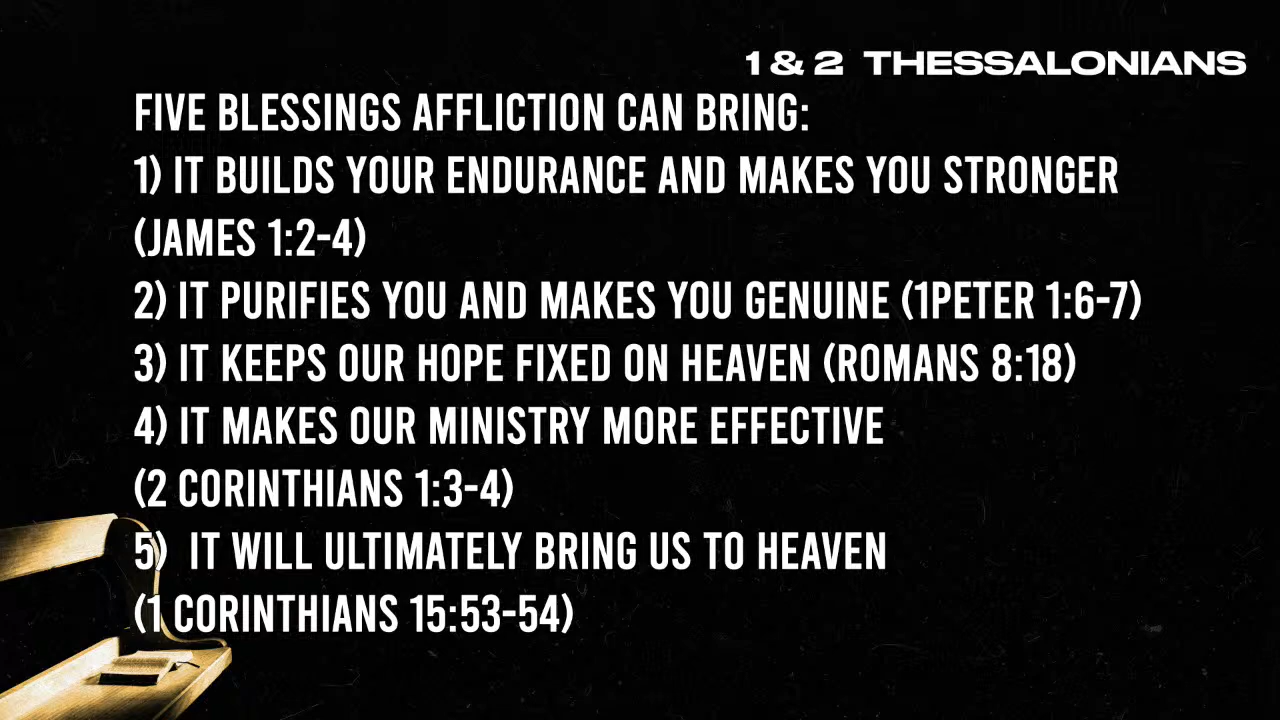 1 & 2 THESSALONIANS
FIVE BLESSINGS AFFLICTION CAN BRING:
1) IT BUILDS YOUR ENDURANCE AND MAKES YOU STRONGER
(JAMES 1:2-4)
2) IT PURIFIES YOU AND MAKES YOU GENUINE (1PETER 1:6-7)
3) IT KEEPS OUR HOPE FIXED ON HEAVEN (ROMANS 8:18)
4) IT MAKES OUR MINISTRY MORE EFFECTIVE
(2 CORINTHIANS 1:3-4)
5)  IT WILL ULTIMATELY BRING US TO HEAVEN
(1 CORINTHIANS 15:53-54)